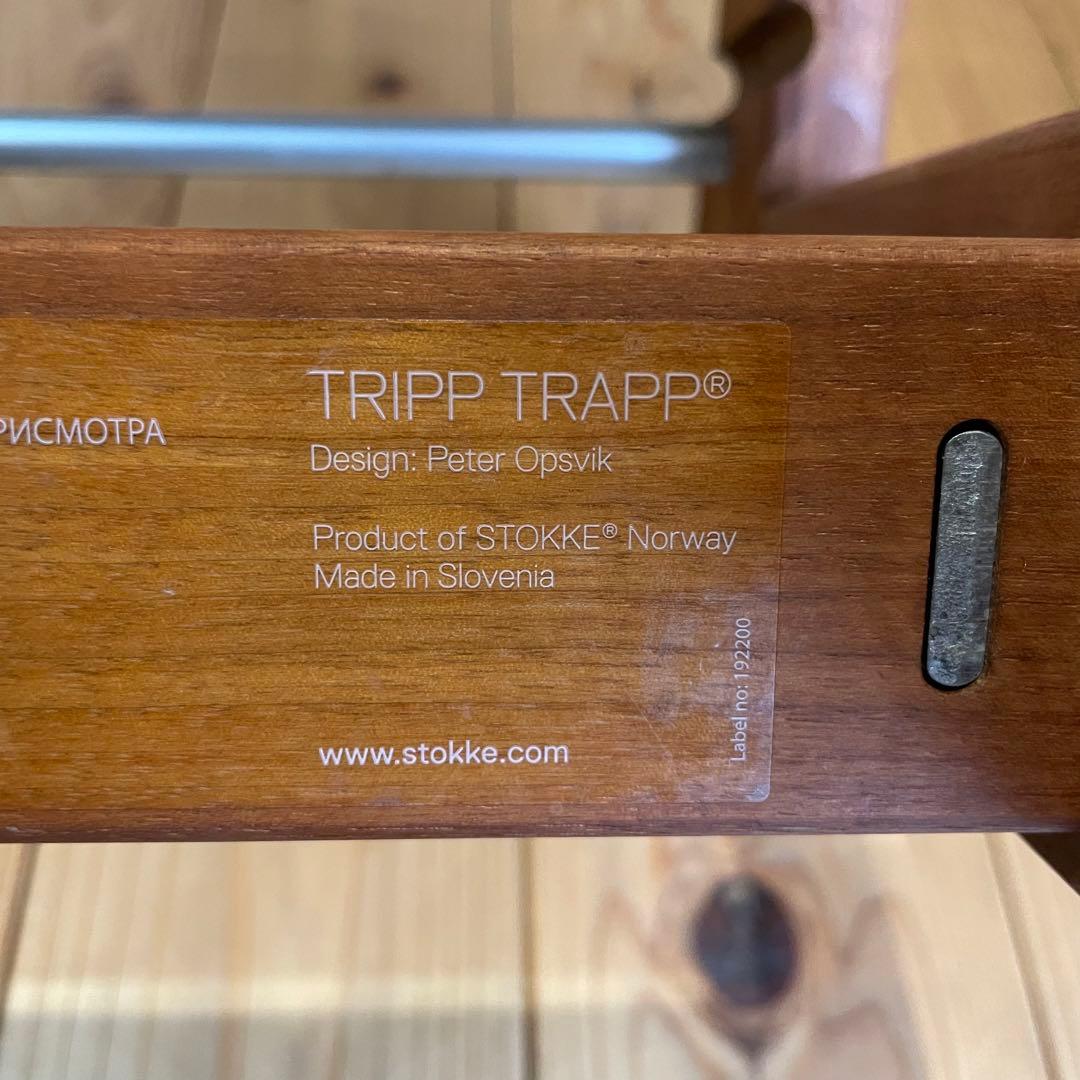 TRIPP TRAPP®
РИСМОТРА
Design: Peter Opsvik
Product of STOKKE® Norway
Made in Slovenia
Label no: 192200
www.stokke.com